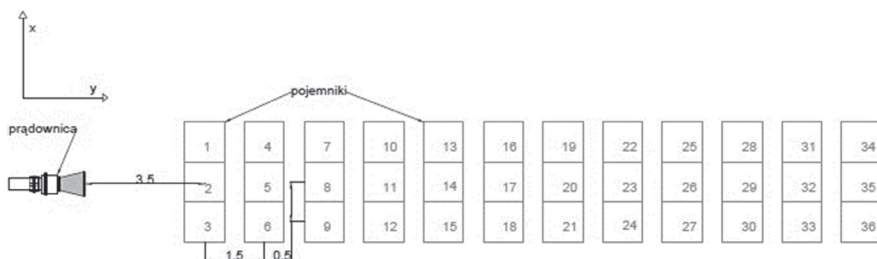 x
y
pojemniki
prądownica
1 4 7 10 13 16 19 22 25 28 31 34
3.5
2 5 8 11 14 17 20 23 26 29 32 35
3 6 9 12 15 18 21 24 27 30 33 36
1.5 0.5